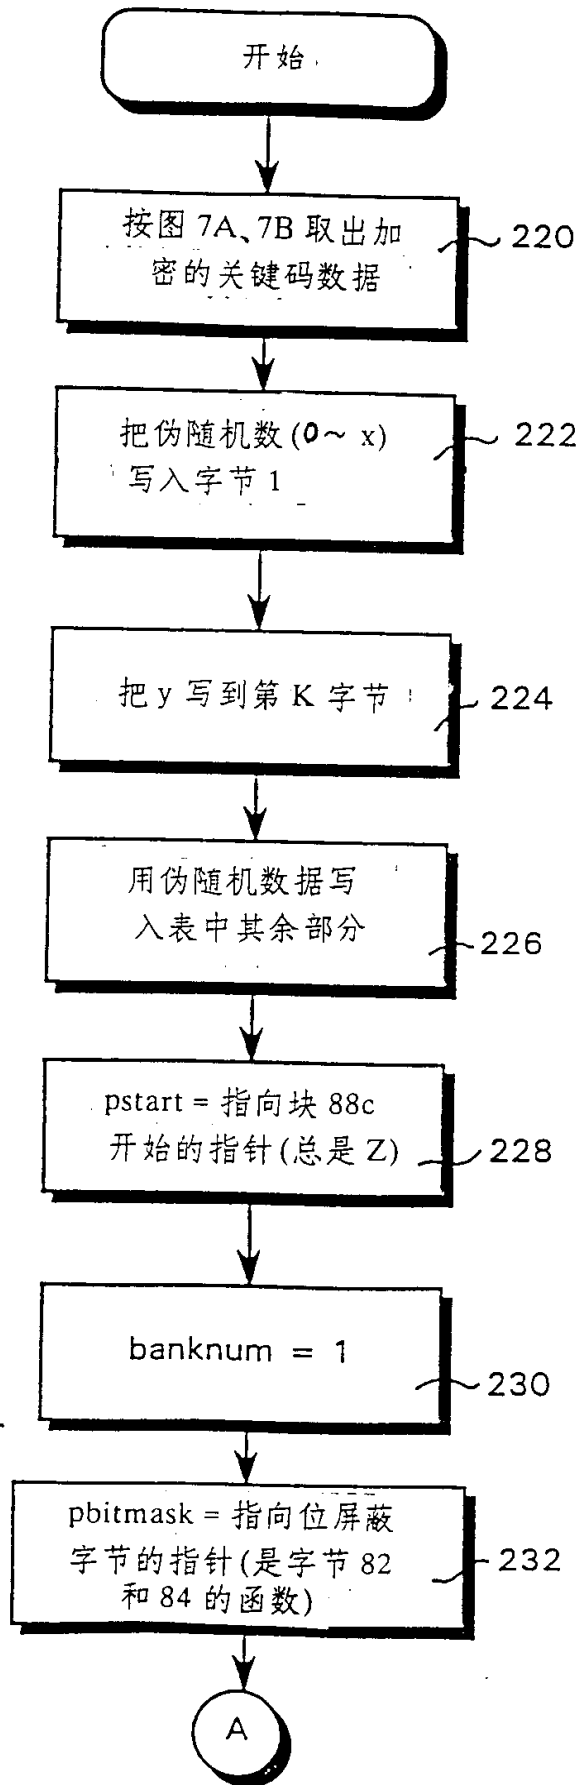 开始
按图 7A、7B 取出加
密的关键码数据
220
把伪随机数(0~ x)
写入字节 1
222
把 y 写到第 K 字节
224
用伪随机数据写
入表中其余部分
226
pstart = 指向块 88c
开始的指针(总是 Z)
228
banknum = 1
230
pbitmask = 指向位屏蔽
字节的指针(是字节 82
和 84 的函数)
232
A